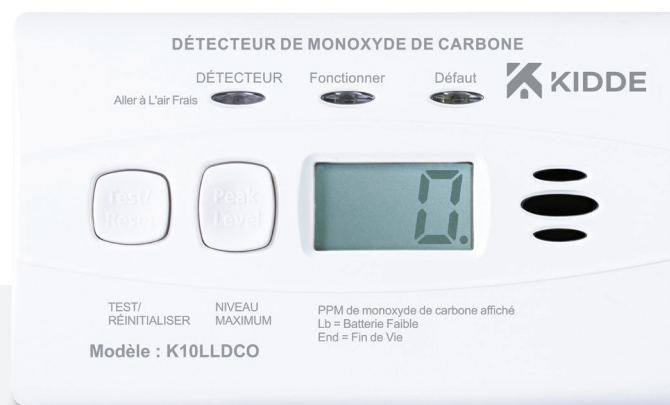 DÉTECTEUR DE MONOXYDE DE CARBONE
DÉTECTEUR Fonctionner Défaut
KIDDE
Aller à L'air Frais
Test/
Reset
Peak
Level
0.
TEST/
RÉINITIALISER
NIVEAU
MAXIMUM
PPM de monoxyde de carbone affiché
Lb = Batterie Faible
End = Fin de Vie
Modèle : K10LLDCO